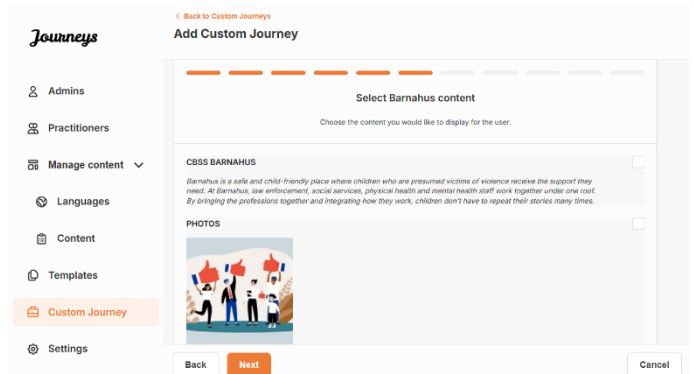 Journeys
Admins
Practitioners
Manage content
Languages
Content
Templates
Custom Journey
Settings
< Back to Custom Journeys
Add Custom Journey
Select Barnahus content
Choose the content you would like to display for the user.
CBSS BARNAHUS
Barnahus is a safe and child-friendly place where children who are presumed victims of violence receive the support they
need. At Barnahus, law enforcement, social services, physical health and mental health staff work together under one roof.
By bringing the professions together and integrating how they work, children don't have to repeat their stories many times.
PHOTOS
Back
Next
Cancel